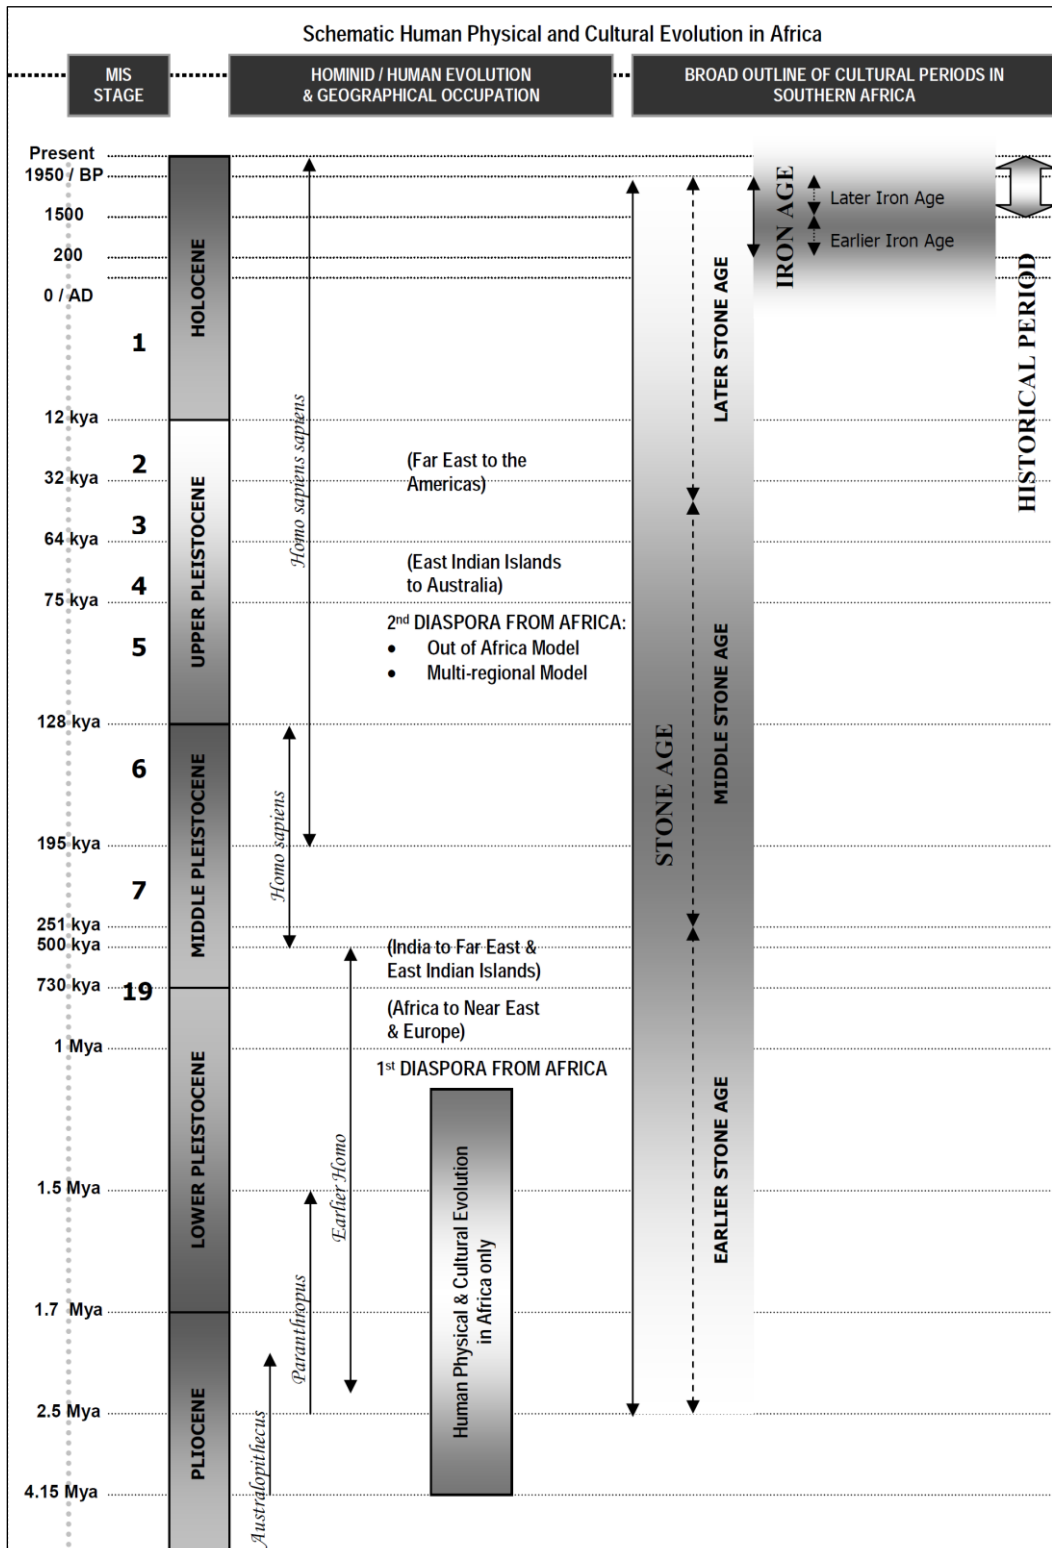 Schematic Human Physical and Cultural Evolution in Africa
MIS
STAGE
HOMINID / HUMAN EVOLUTION
& GEOGRAPHICAL OCCUPATION
BROAD OUTLINE OF CULTURAL PERIODS IN
SOUTHERN AFRICA
Present
1950 / BP
1500
200
0 / AD
12 kya
32 kya
64 kya
75 kya
128 kya
195 kya
251 kya
500 kya
730 kya
1 Mya
1.5 Mya
1.7 Mya
2.5 Mya
4.15 Mya
1
2
3
4
5
6
7
19
HOLOCENE
UPPER PLEISTOCENE
MIDDLE PLEISTOCENE
LOWER PLEISTOCENE
PLIOCENE
Homo sapiens sapiens
Homo sapiens
Earlier Homo
Paranthropus
Australopithecus
(Far East to the
Americas)
(East Indian Islands
to Australia)
2nd DIASPORA FROM AFRICA:
• Out of Africa Model
• Multi-regional Model
(India to Far East &
East Indian Islands)
(Africa to Near East
& Europe)
1st DIASPORA FROM AFRICA
Human Physical & Cultural Evolution
in Africa only
STONE AGE
LATER STONE AGE
MIDDLE STONE AGE
EARLIER STONE AGE
IRON AGE
Later Iron Age
Earlier Iron Age
HISTORICAL PERIOD